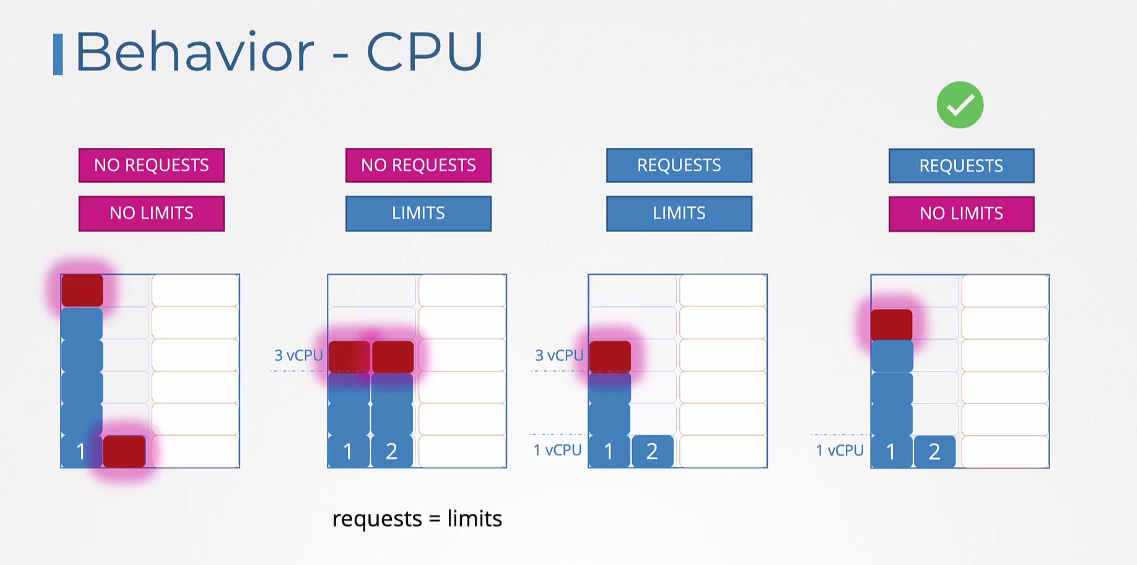 Behavior - CPU
NO REQUESTS
NO LIMITS
1
NO REQUESTS
LIMITS
3 vCPU
1 2
requests = limits
REQUESTS
LIMITS
3 vCPU
1 vCPU
1 2
REQUESTS
NO LIMITS
1 vCPU
1 2